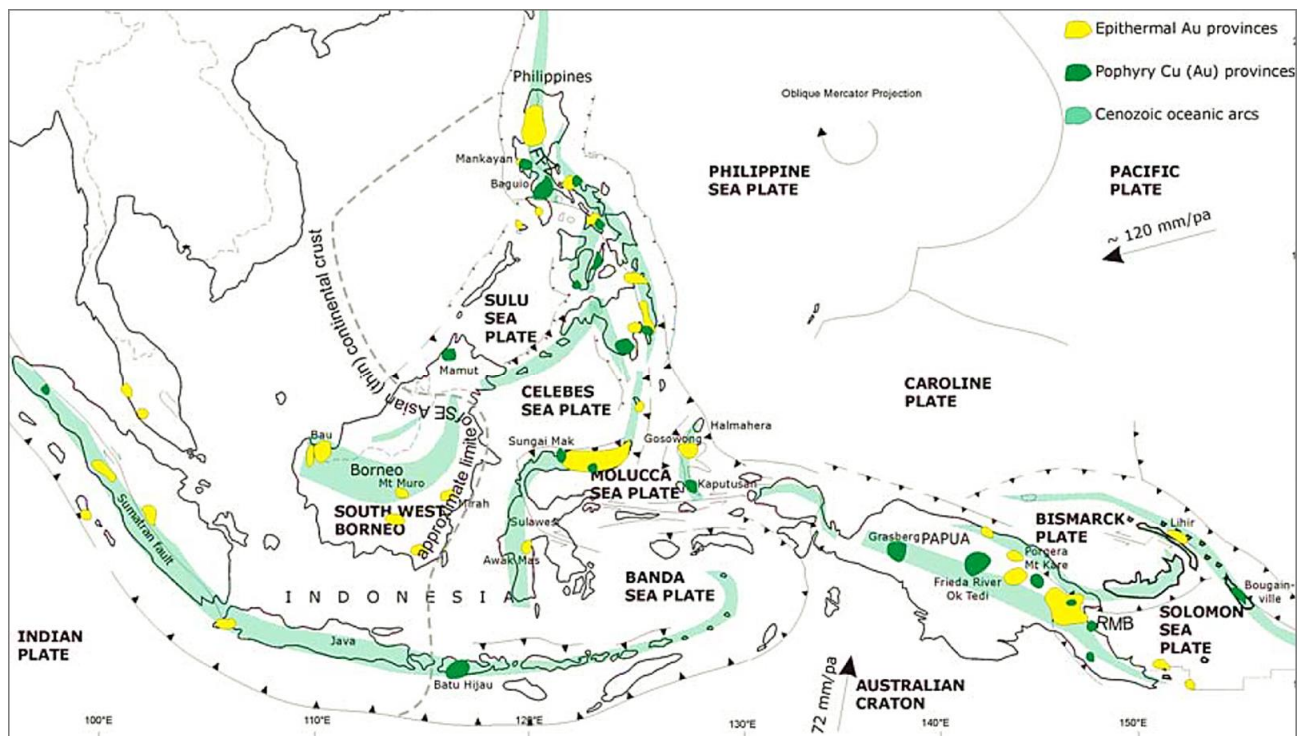 Epithermal Au provinces
Pophyry Cu (Au) provinces
Cenozoic oceanic arcs
Philippines
Oblique Mercator Projection
Mankayan
Baguio
PHILIPPINE
SEA PLATE
PACIFIC
PLATE
~ 120 mm/pa
approximate limite of SE Asian (thin) continental crust
SULU
SEA
PLATE
Mamut
CELEBES
SEA PLATE
CAROLINE
PLATE
Bau
Borneo
Mt Muro
Mirah
SOUTH WEST
BORNEO
Sungai Mak
Gosowong
Halmahera
MOLUCCA
SEA PLATE
Kaputusan
Sulawes
Awak Mas
Sumatran fault
BANDA
SEA PLATE
Grasberg
PAPUA
Frieda River
Ok Tedi
Porgera
Mt Kare
BISMARCK
PLATE
Lihir
Bougain-
ville
RMB
SOLOMON
SEA
PLATE
INDONESIA
INDIAN
PLATE
Java
Batu Hijau
72 mm/pa
AUSTRALIAN
CRATON
100°E
110°E
120°E
130°E
140°E
150°E